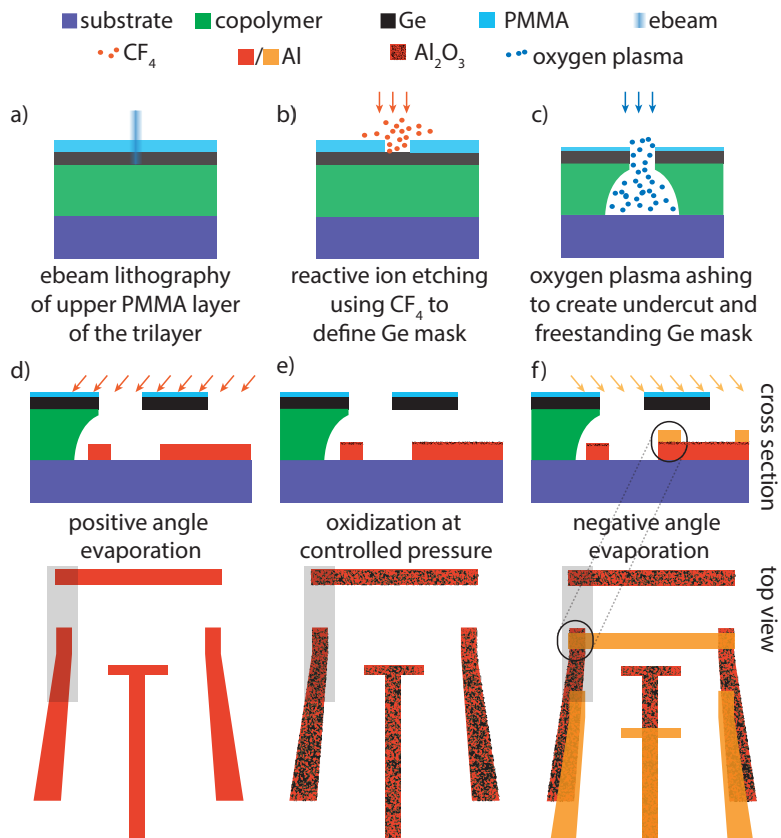 substrate copolymer Ge PMMA ebeam
CF4 / Al Al2O3 oxygen plasma
a) b) c)
ebeam lithography
of upper PMMA layer
of the trilayer
reactive ion etching
using CF4 to
define Ge mask
oxygen plasma ashing
to create undercut and
freestanding Ge mask
d) e) f)
cross section
positive angle
evaporation
oxidization at
controlled pressure
negative angle
evaporation
top view